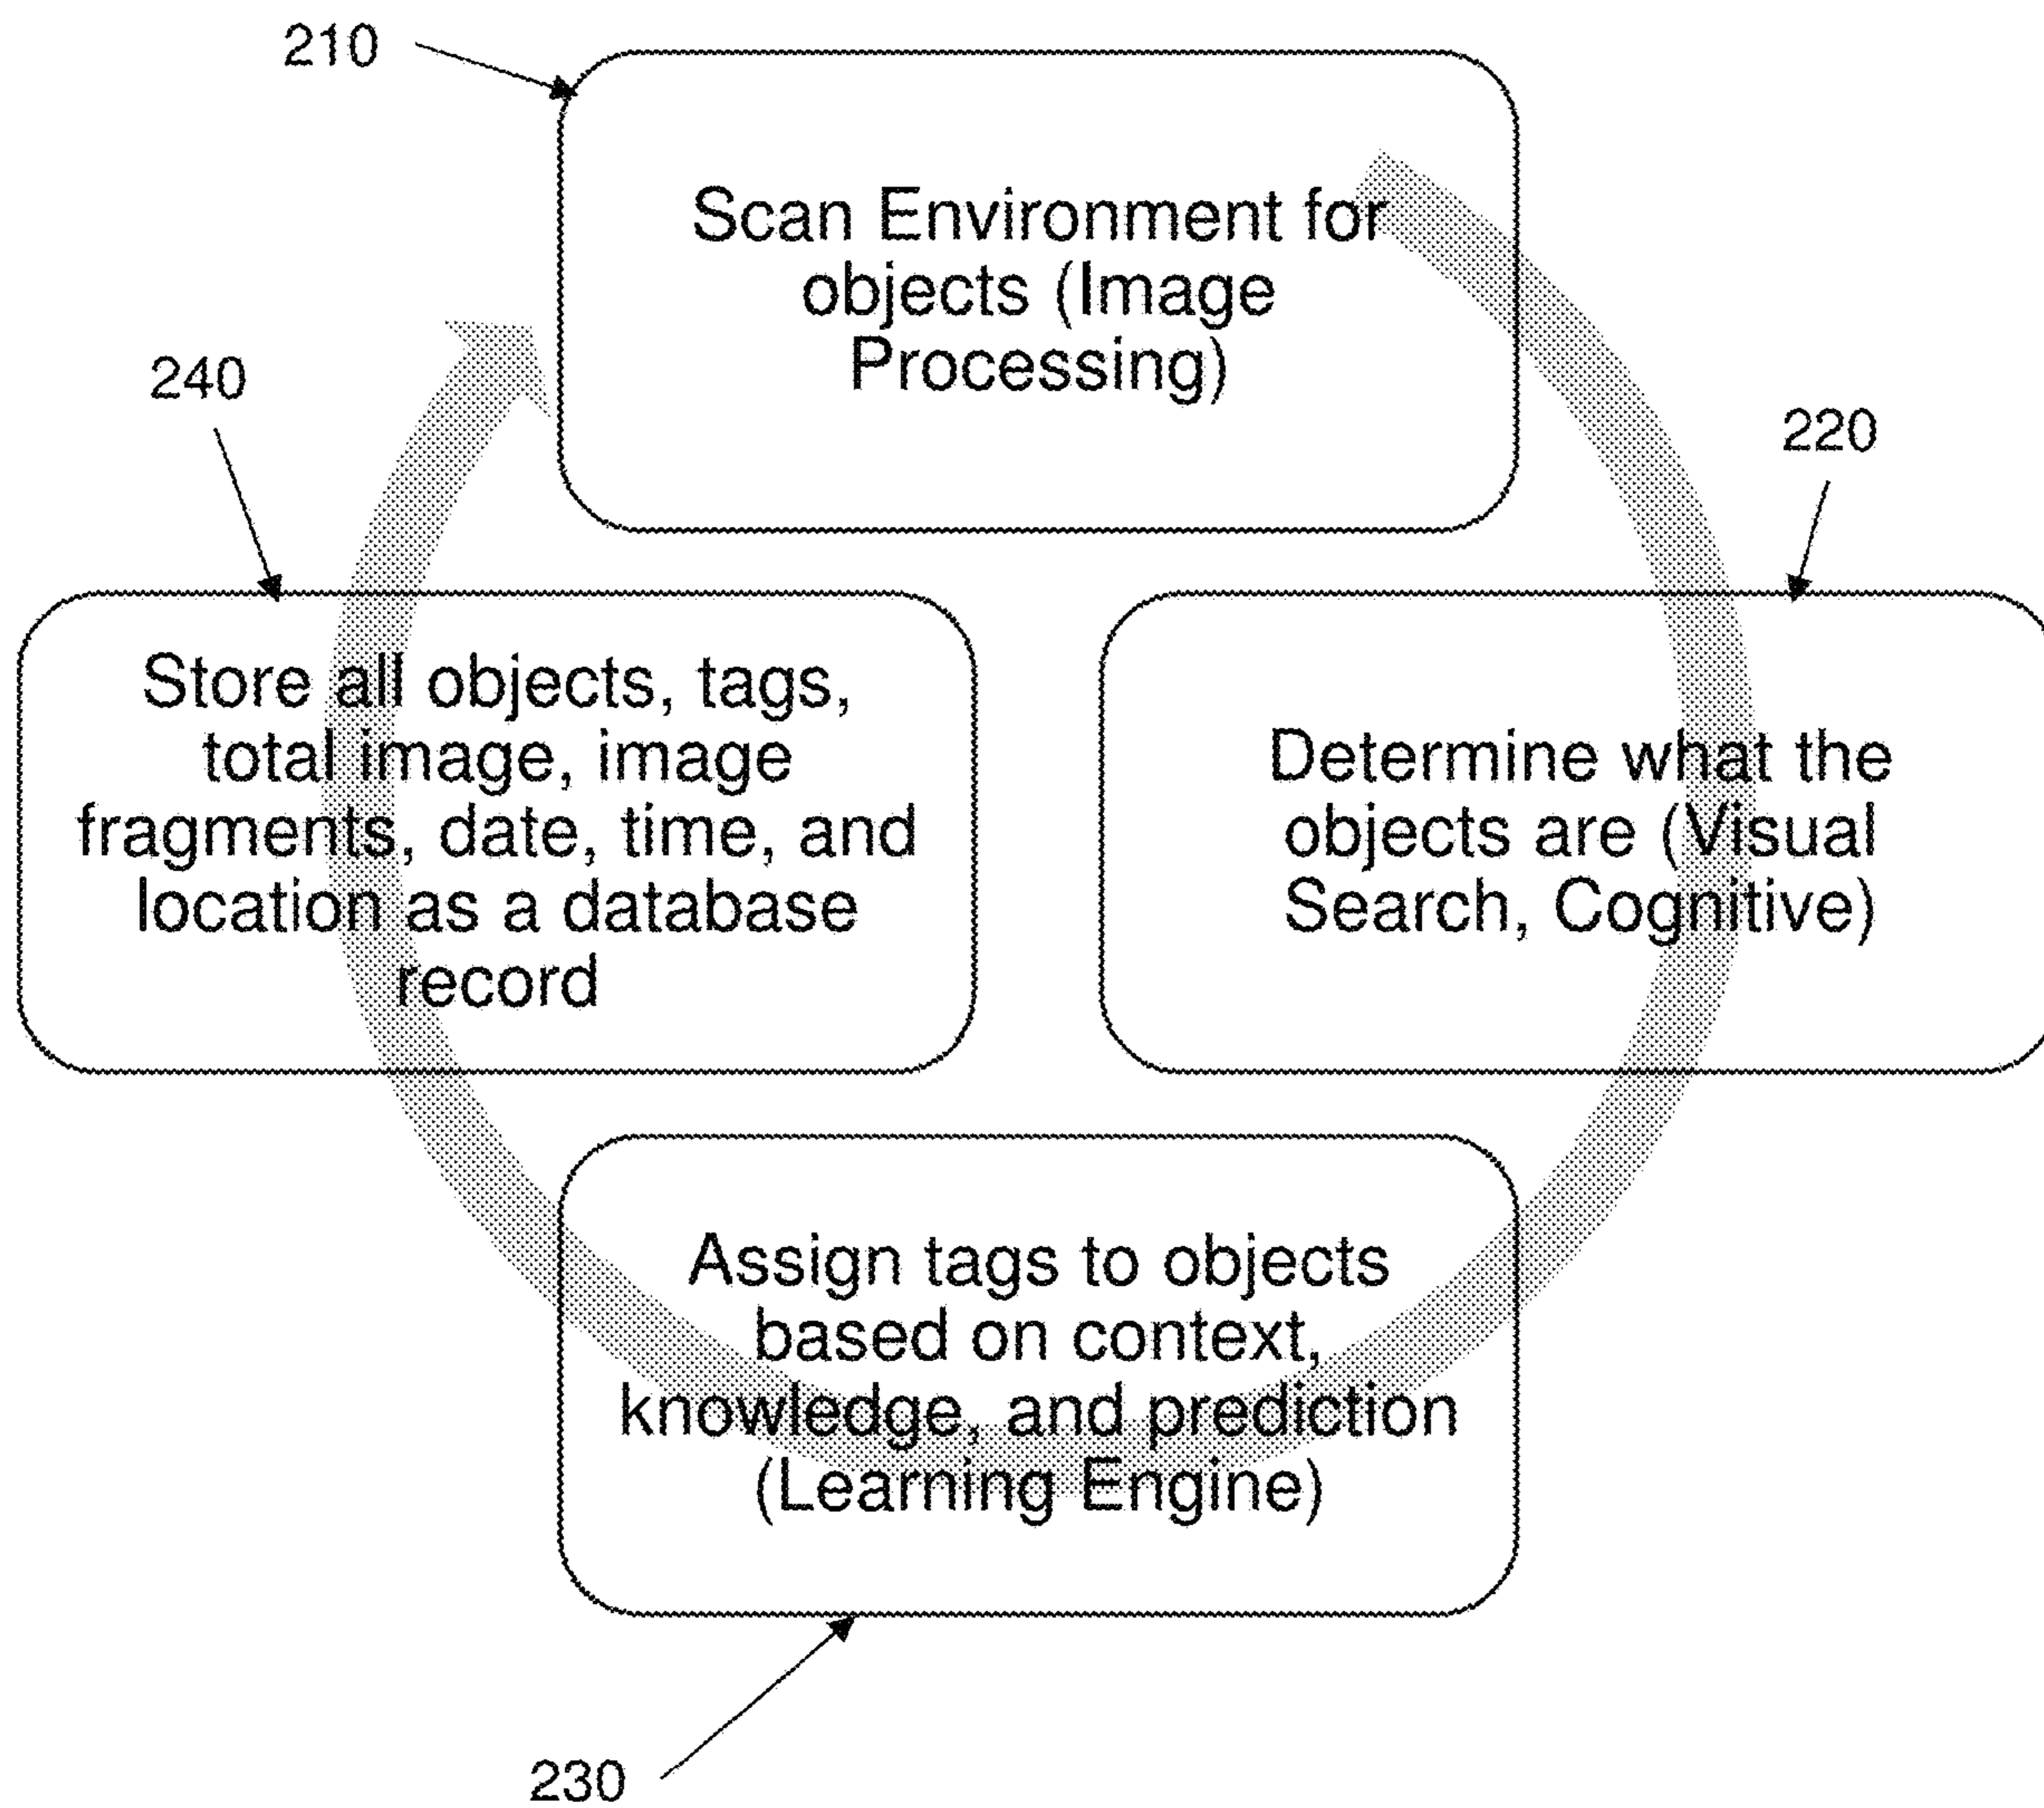 210
Scan Environment for
objects (Image
Processing)
240
220
Store all objects, tags,
total image, image
fragments, date, time, and
location as a database
record
Determine what the
objects are (Visual
Search, Cognitive)
Assign tags to objects
based on context,
knowledge, and prediction
(Learning Engine)
230